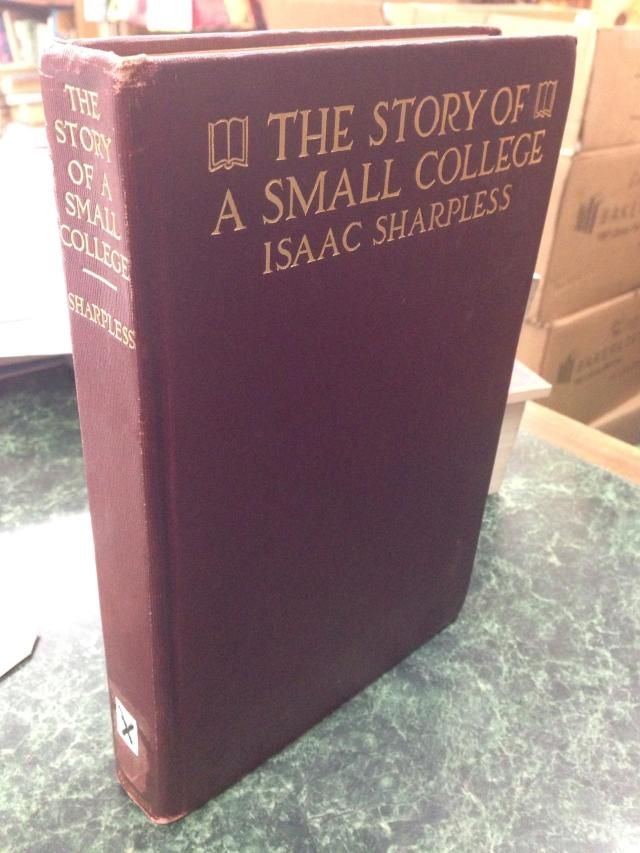 THE STORY OF
A SMALL COLLEGE
ISAAC SHARPLESS
THE
STORY
OF A
SMALL
COLLEGE
SHARPLESS
X